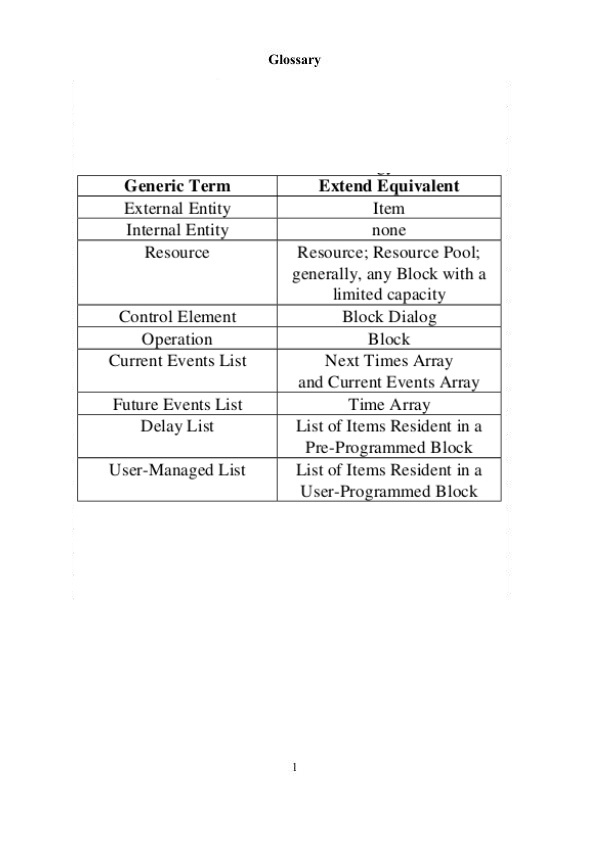 Glossary
Generic Term Extend Equivalent
External Entity Item
Internal Entity none
Resource Resource; Resource Pool;
generally, any Block with a
limited capacity
Control Element Block Dialog
Operation Block
Current Events List Next Times Array
and Current Events Array
Future Events List Time Array
Delay List List of Items Resident in a
Pre-Programmed Block
User-Managed List List of Items Resident in a
User-Programmed Block
1